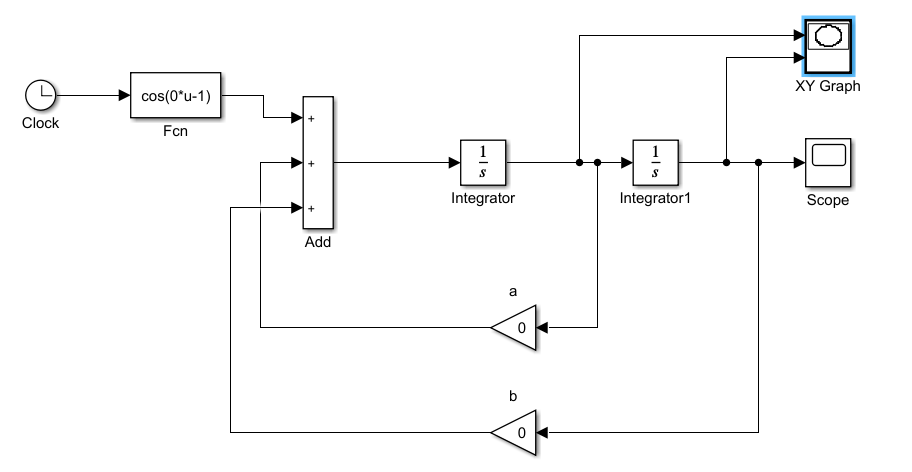 XY Graph
cos(0*u-1)
Clock
Fcn
+
+
+
Add
1
s
Integrator
1
s
Integrator1
Scope
a
0
b
0